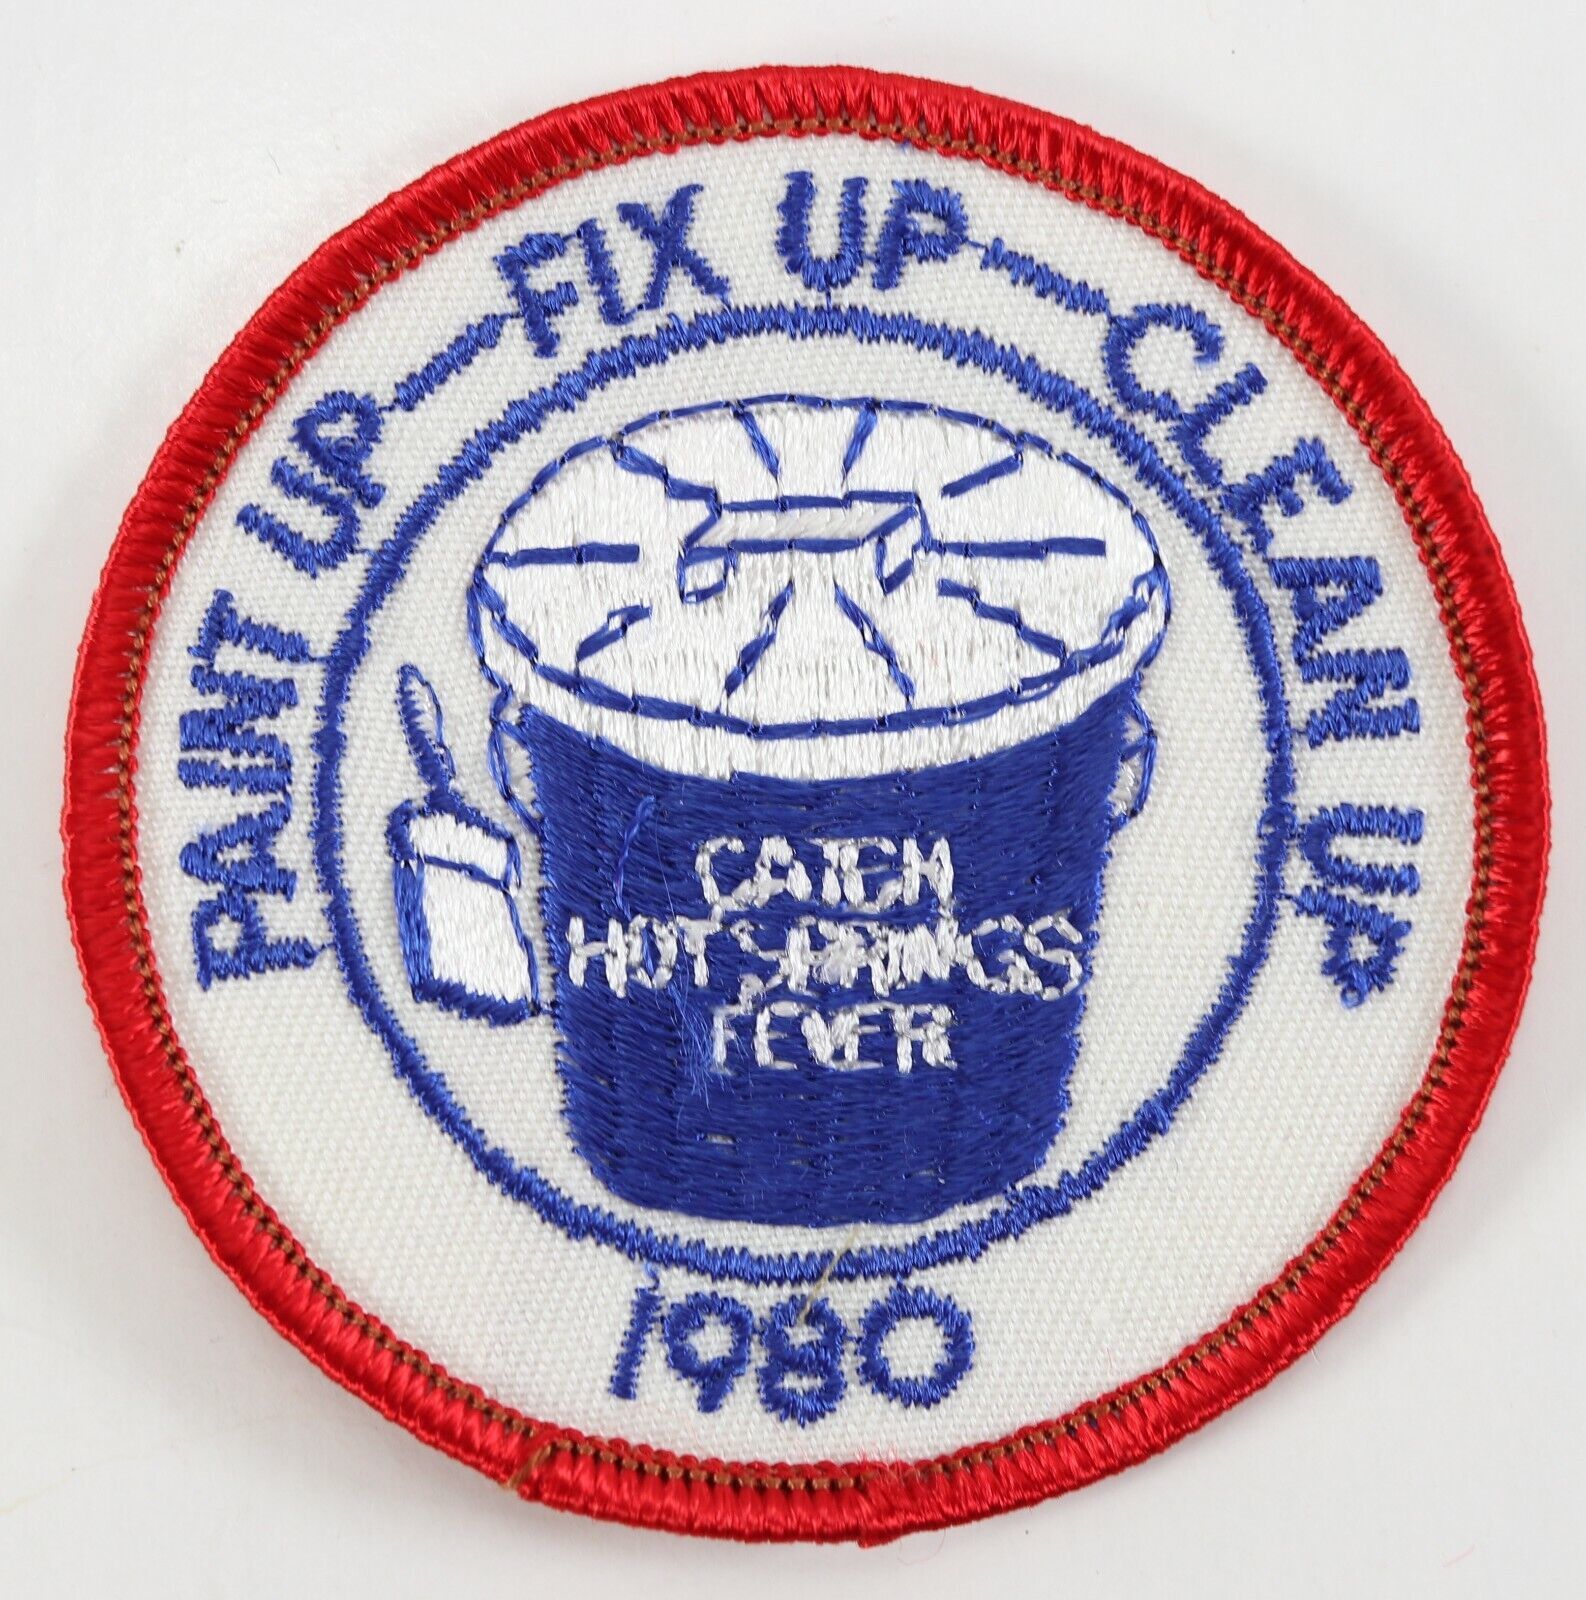 PAINT UP—FIX UP—CLEAN UP
CATCH
HOT SPRINGS
FEVER
1980